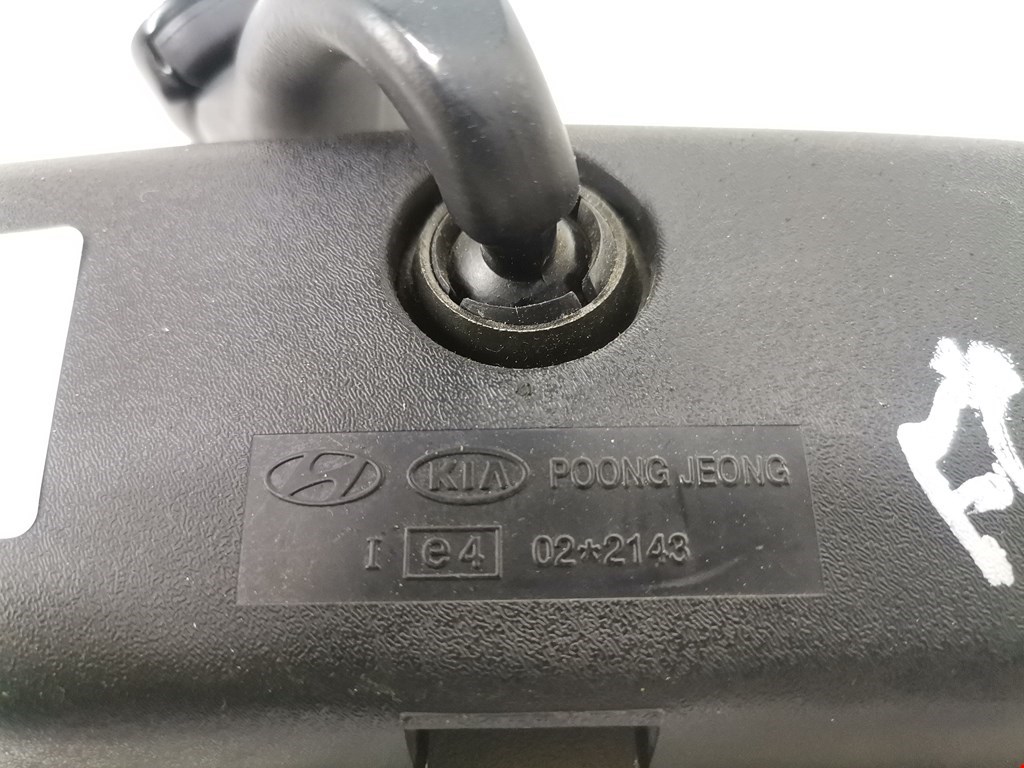 KIA POONG JEONG
I e4 02*2143